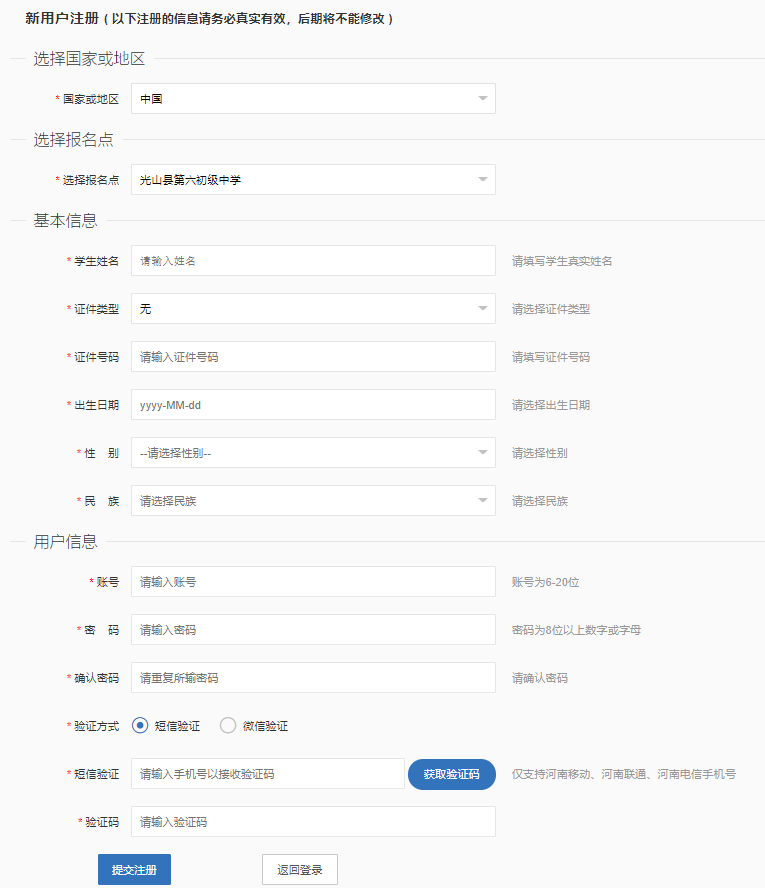 新用户注册（以下注册的信息请务必真实有效，后期将不能修改）
选择国家或地区
* 国家或地区 中国
选择报名点
* 选择报名点 光山县第六初级中学
基本信息
* 学生姓名 请输入姓名 请填写学生真实姓名
* 证件类型 无 请选择证件类型
* 证件号码 请输入证件号码 请填写证件号码
* 出生日期 yyyy-MM-dd 请选择出生日期
* 性 别 --请选择性别-- 请选择性别
* 民 族 请选择民族 请选择民族
用户信息
* 账号 请输入账号 账号为6-20位
* 密 码 请输入密码 密码为8位以上数字或字母
* 确认密码 请重复所输密码 请确认密码
* 验证方式 短信验证 微信验证
* 短信验证 请输入手机号以接收验证码 获取验证码 仅支持河南移动、河南联通、河南电信手机号
* 验证码 请输入验证码
提交注册 返回登录